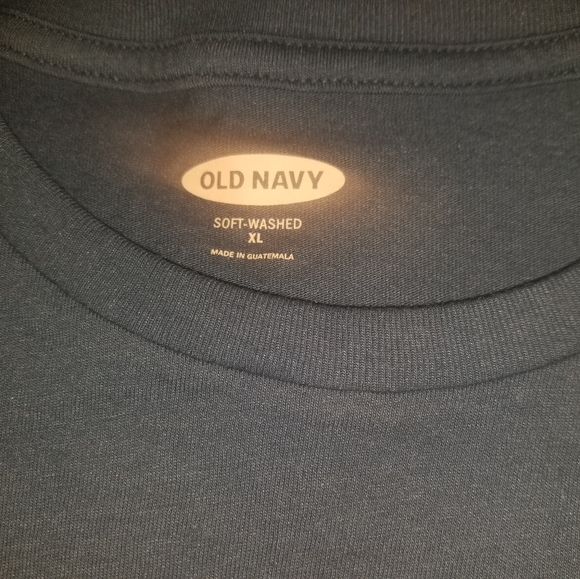 OLD NAVY
SOFT-WASHED
XL
MADE IN GUATEMALA